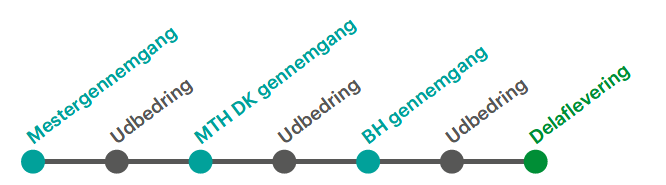 Mestergennemgang
Udbedring
MTH DK gennemgang
Udbedring
BH gennemgang
Udbedring
Delaflevering